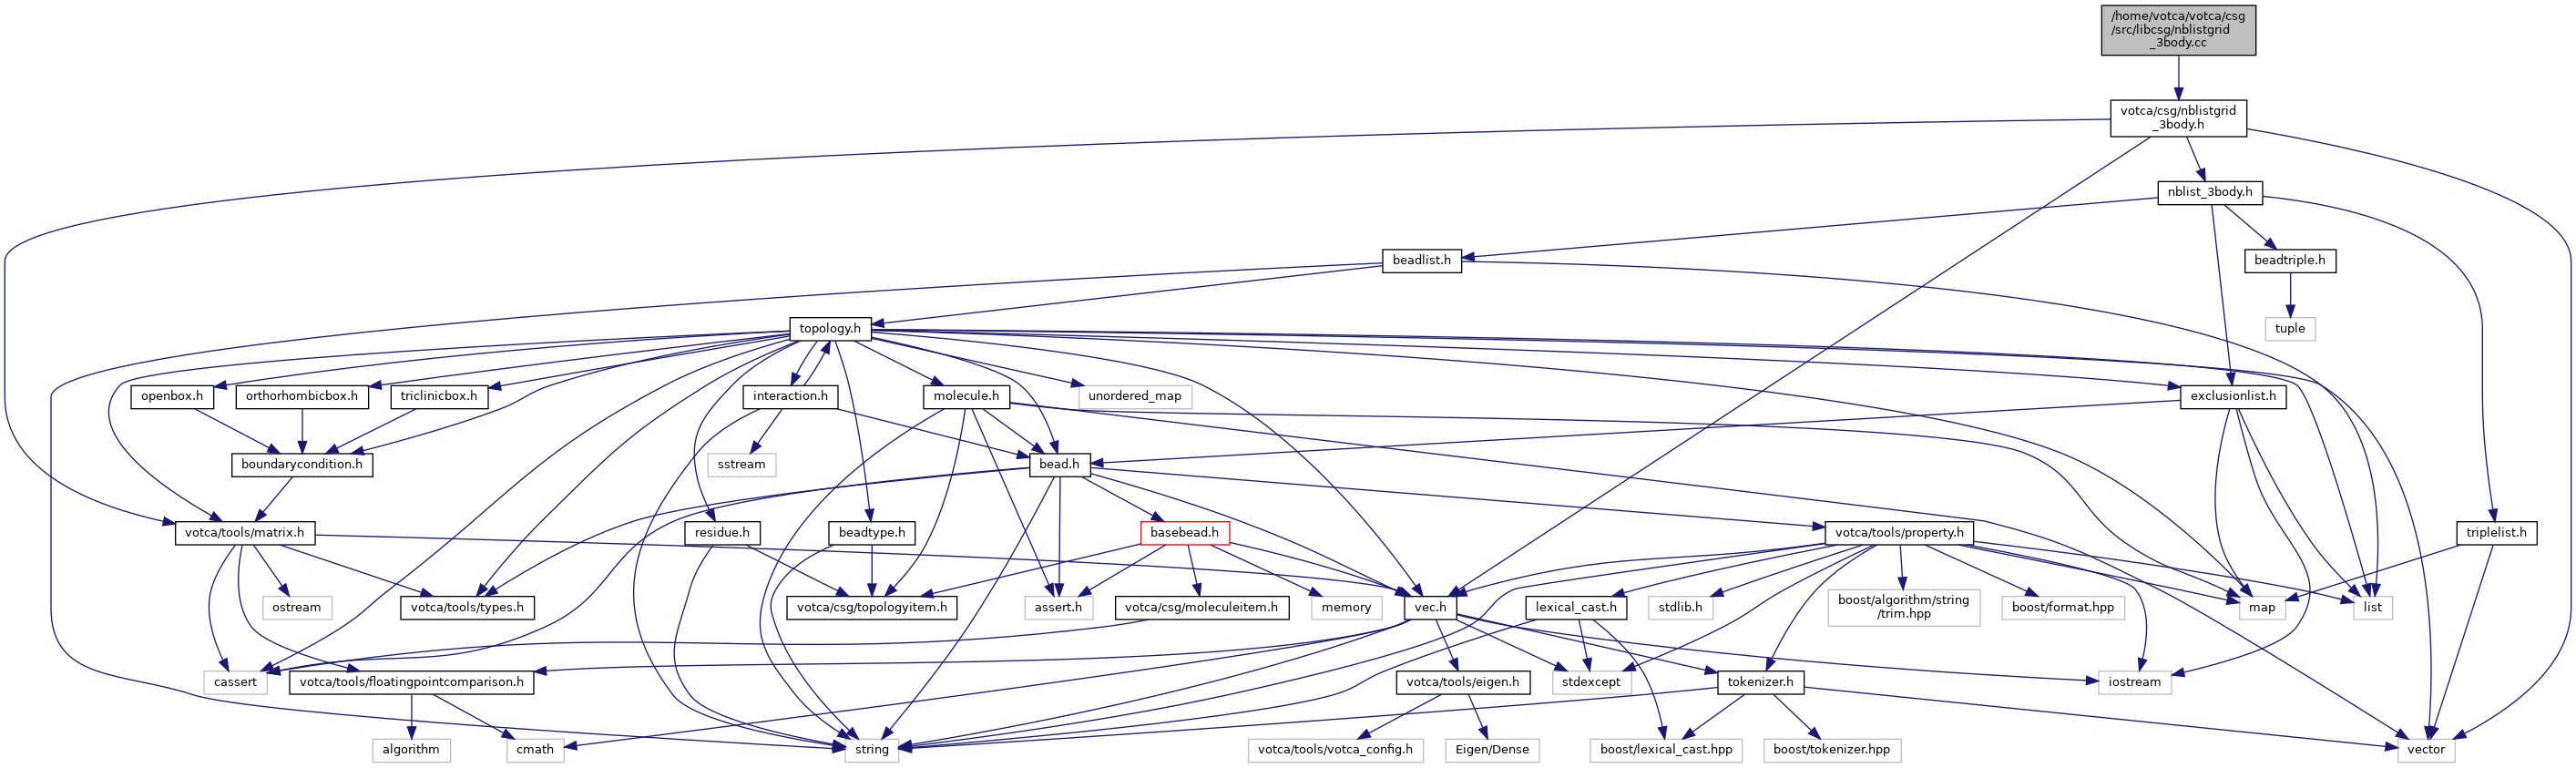 /home/votca/votca/csg
/src/libcsg/nblistgrid
_3body.cc
votca/csg/nblistgrid
_3body.h
nblist_3body.h
beadlist.h
beadtriple.h
topology.h
tuple
openbox.h
orthorhombicbox.h
triclinicbox.h
interaction.h
molecule.h
unordered_map
exclusionlist.h
boundarycondition.h
sstream
bead.h
votca/tools/matrix.h
residue.h
beadtype.h
basebead.h
votca/tools/property.h
triplelist.h
ostream
votca/tools/types.h
votca/csg/topologyitem.h
assert.h
votca/csg/moleculeitem.h
memory
vec.h
lexical_cast.h
stdlib.h
boost/algorithm/string
/trim.hpp
boost/format.hpp
map
list
cassert
votca/tools/floatingpointcomparison.h
votca/tools/eigen.h
stdexcept
tokenizer.h
iostream
algorithm
cmath
string
votca/tools/votca_config.h
Eigen/Dense
boost/lexical_cast.hpp
boost/tokenizer.hpp
vector